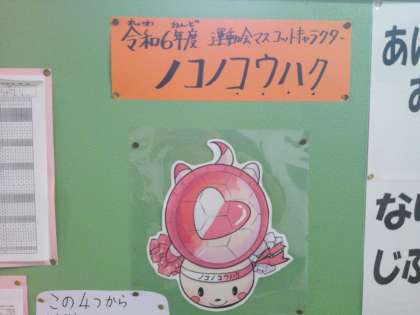 れいわ ねんど
令和6年度 運動会マスコットキャラクター
ノコノコウハク
ノコノコウハク
この4つから
あ
お
な
じ